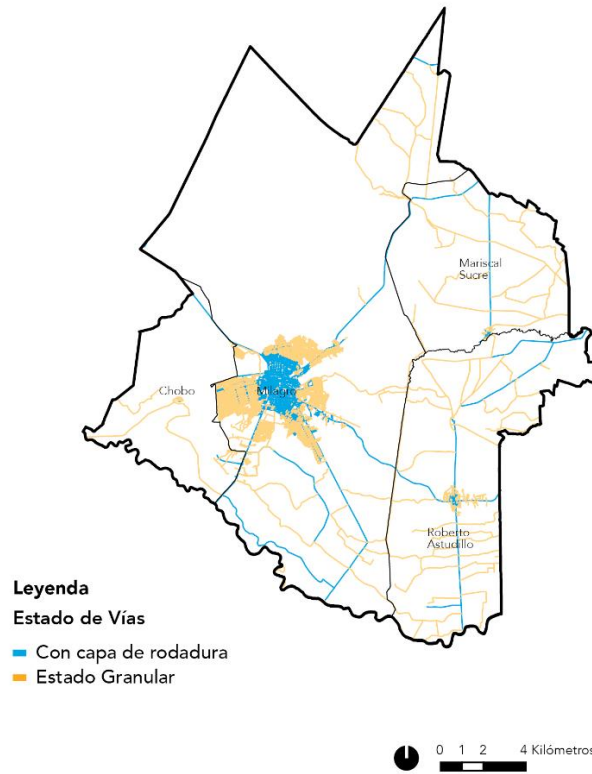 Mariscal
Sucre
Chobo
Milagro
Roberto
Astudillo
Leyenda
Estado de Vías
Con capa de rodadura
Estado Granular
0 1 2 4 Kilómetros